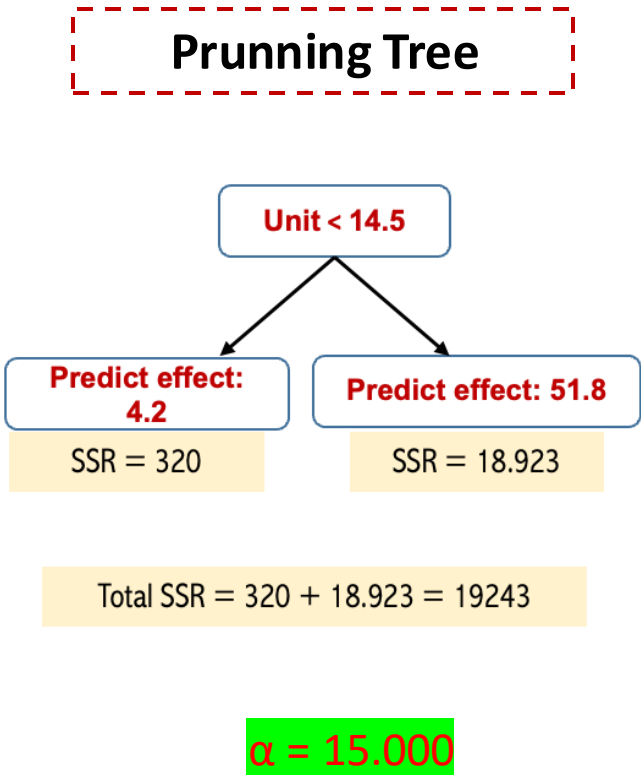 Prunning Tree
Unit < 14.5
Predict effect:
4.2
Predict effect: 51.8
SSR = 320
SSR = 18.923
Total SSR = 320 + 18.923 = 19243
α = 15.000